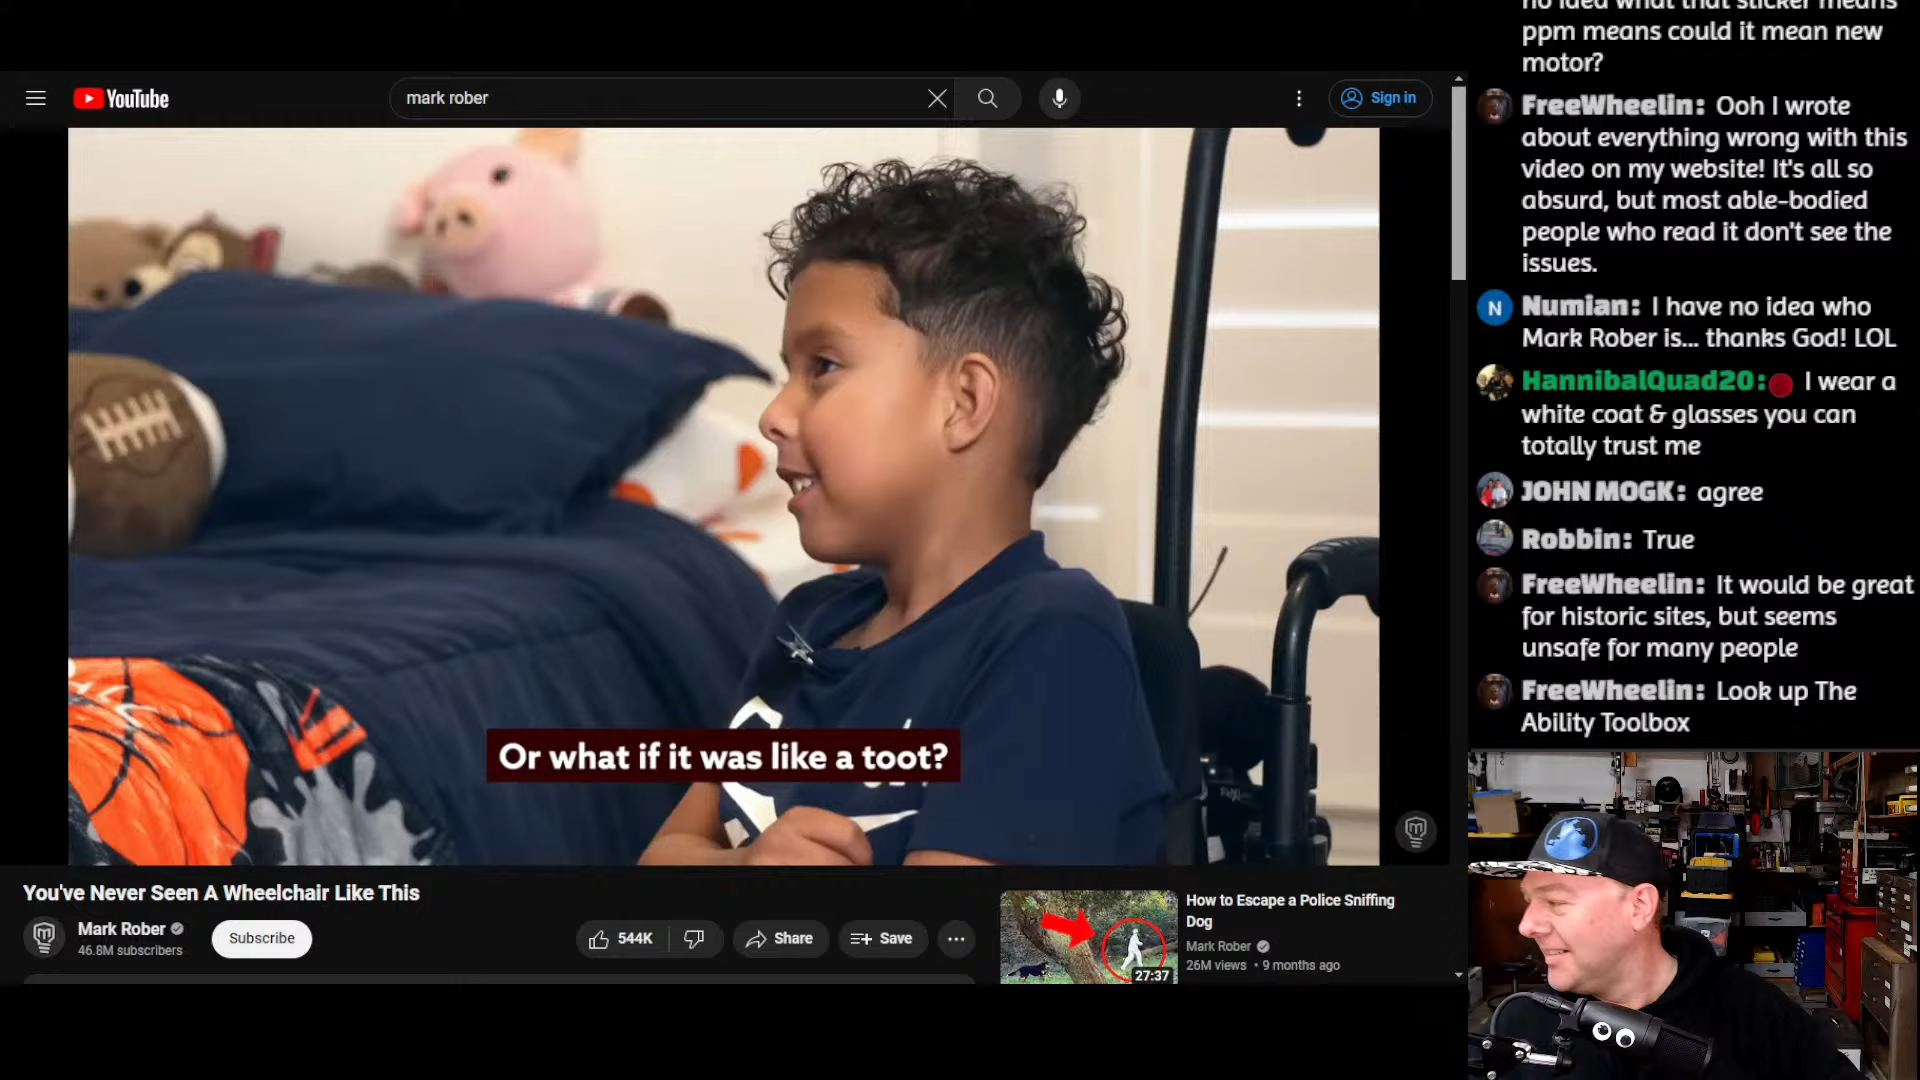 YouTube
mark rober
Sign in
Or what if it was like a toot?
You've Never Seen A Wheelchair Like This
Mark Rober
46.8M subscribers
Subscribe
544K
Share
Save
27:37
How to Escape a Police Sniffing
Dog
Mark Rober
26M views • 9 months ago
no idea what that sticker means
ppm means could it mean new
motor?
FreeWheelin: Ooh I wrote
about everything wrong with this
video on my website! It's all so
absurd, but most able-bodied
people who read it don't see the
issues.
N Numian: I have no idea who
Mark Rober is... thanks God! LOL
HannibalQuad20: I wear a
white coat & glasses you can
totally trust me
JOHN MOGK: agree
Robbin: True
FreeWheelin: It would be great
for historic sites, but seems
unsafe for many people
FreeWheelin: Look up The
Ability Toolbox